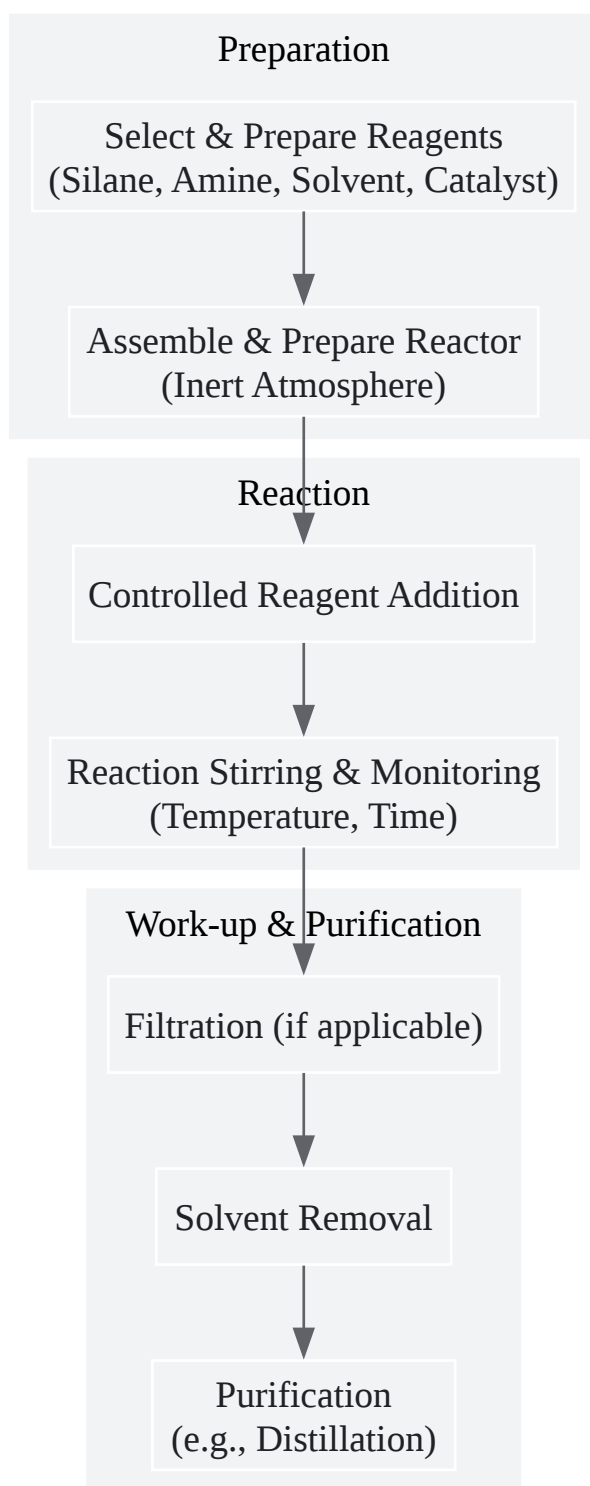 Preparation
Select & Prepare Reagents
(Silane, Amine, Solvent, Catalyst)
Assemble & Prepare Reactor
(Inert Atmosphere)
Reaction
Controlled Reagent Addition
Reaction Stirring & Monitoring
(Temperature, Time)
Work-up & Purification
Filtration (if applicable)
Solvent Removal
Purification
(e.g., Distillation)